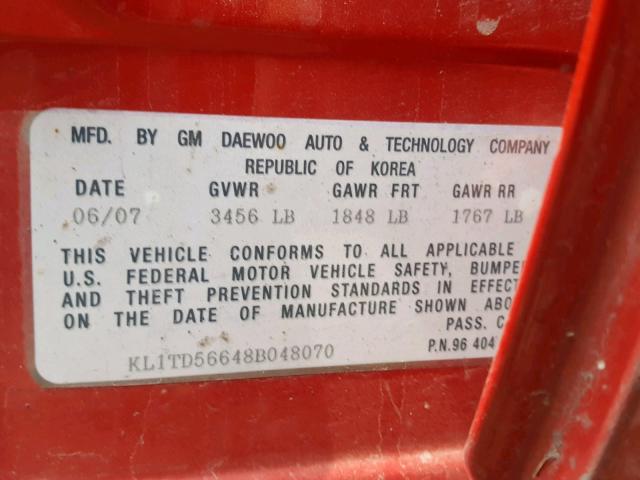 MFD. BY GM DAEWOO AUTO & TECHNOLOGY COMPANY
REPUBLIC OF KOREA
DATE GVWR GAWR FRT GAWR RR
06/07 3456 LB 1848 LB 1767 LB
THIS VEHICLE CONFORMS TO ALL APPLICABLE
U.S. FEDERAL MOTOR VEHICLE SAFETY, BUMPE
AND THEFT PREVENTION STANDARDS IN EFFECT
ON THE DATE OF MANUFACTURE SHOWN ABO
PASS. C
KL1TD56648B048070 P.N.96 404